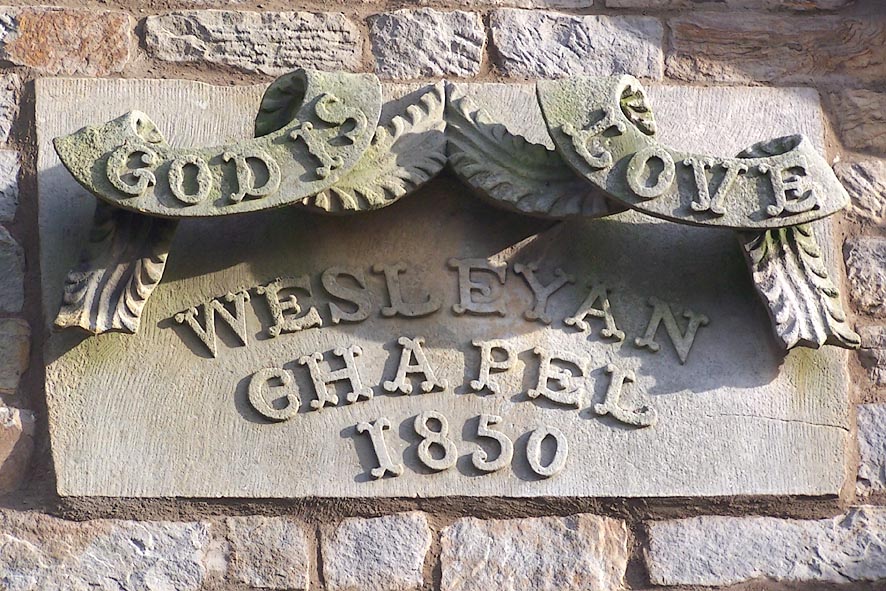 GOD IS LOVE
WESLEYAN
CHAPEL
1850